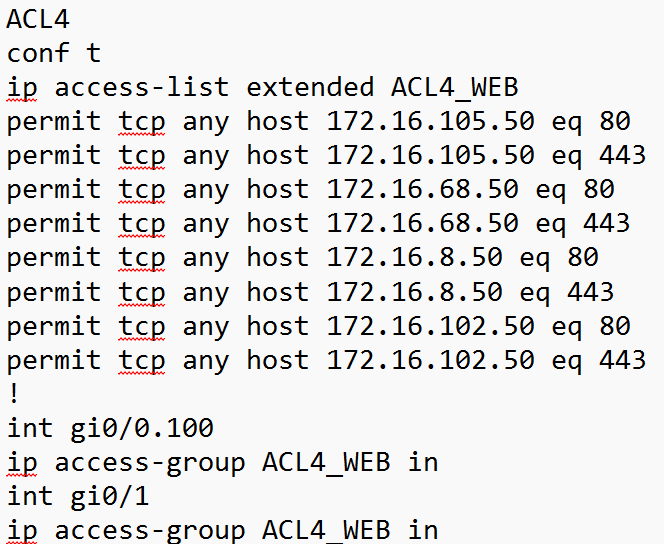 ACL4
conf t
ip access-list extended ACL4_WEB
permit tcp any host 172.16.105.50 eq 80
permit tcp any host 172.16.105.50 eq 443
permit tcp any host 172.16.68.50 eq 80
permit tcp any host 172.16.68.50 eq 443
permit tcp any host 172.16.8.50 eq 80
permit tcp any host 172.16.8.50 eq 443
permit tcp any host 172.16.102.50 eq 80
permit tcp any host 172.16.102.50 eq 443
!
int gi0/0.100
ip access-group ACL4_WEB in
int gi0/1
ip access-group ACL4_WEB in